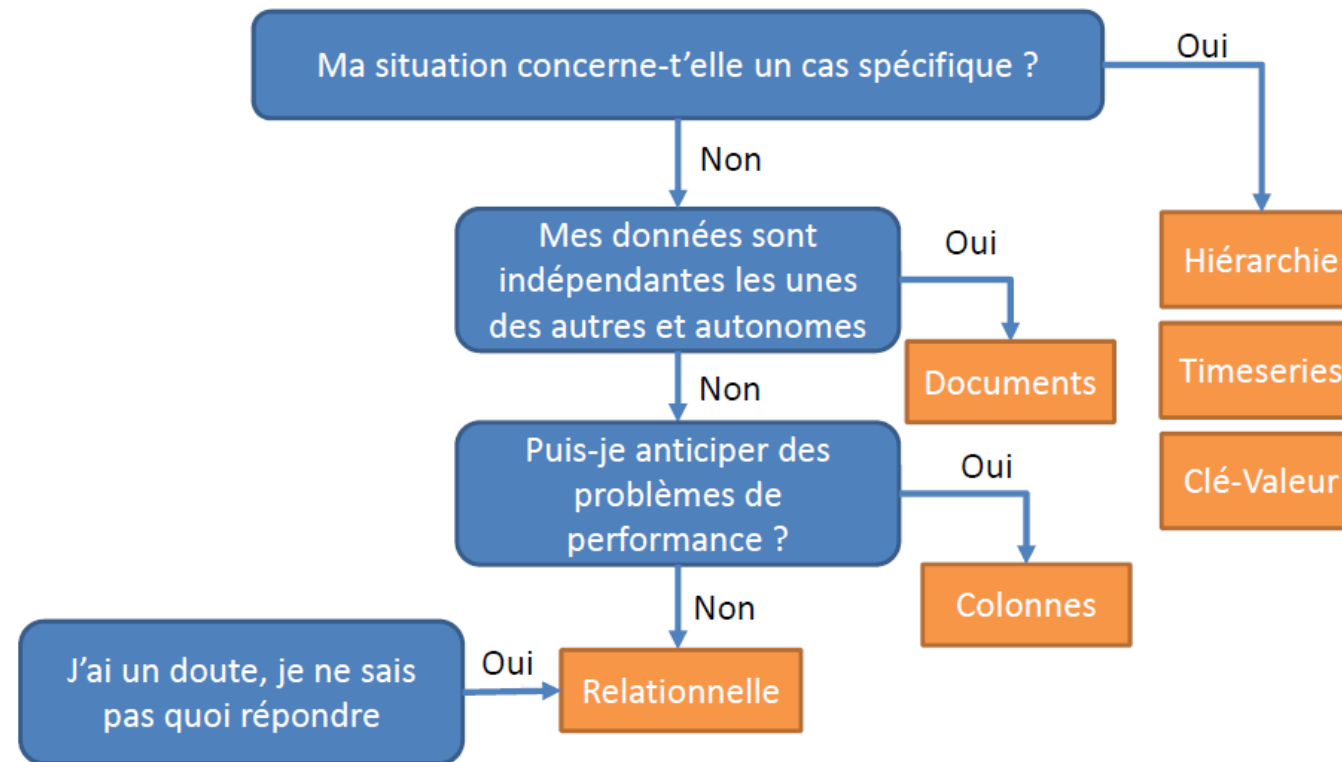 Ma situation concerne-t’elle un cas spécifique ?
Oui
Non
Mes données sont
indépendantes les unes
des autres et autonomes
Oui
Hiérarchie
Timeseries
Clé-Valeur
Documents
Non
Puis-je anticiper des
problèmes de
performance ?
Oui
Colonnes
Non
J’ai un doute, je ne sais
pas quoi répondre
Oui
Relationnelle